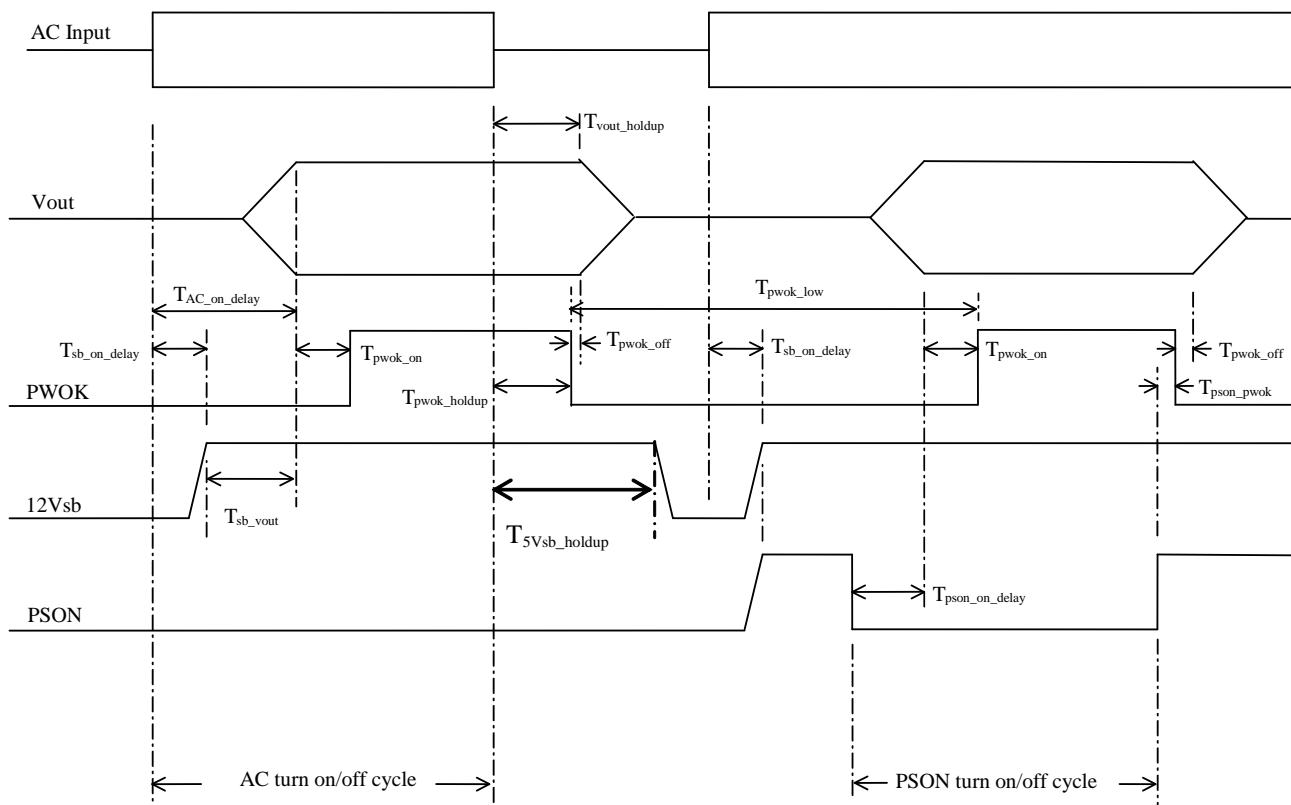 AC Input
Tvout_holdup
Vout
TAC_on_delay
Tpwok_low
Tsb_on_delay
Tpwok_on
Tpwok_off
Tsb_on_delay
Tpwok_on
Tpwok_off
PWOK
Tpwok_holdup
Tpson_pwok
12Vsb
Tsb_vout
T5Vsb_holdup
PSON
Tpson_on_delay
AC turn on/off cycle
PSON turn on/off cycle